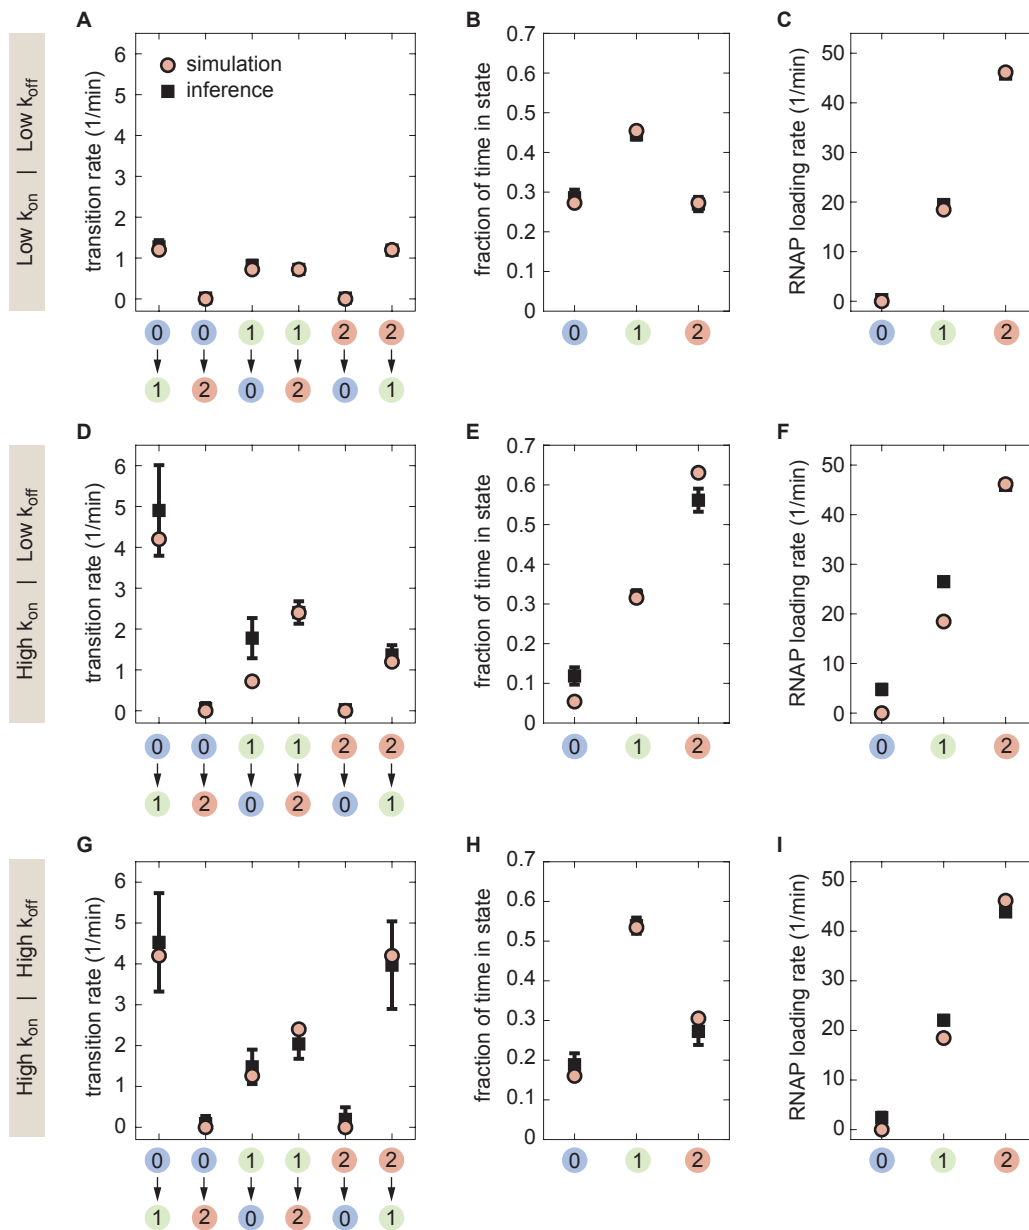 A
B
C
Low kon | Low koff
transition rate (1/min)
6
5
4
3
2
1
0
simulation
inference
0 0 1 1 2 2
1 2 0 2 0 1
fraction of time in state
0.7
0.6
0.5
0.4
0.3
0.2
0.1
0
0 1 2
RNAP loading rate (1/min)
50
40
30
20
10
0
0 1 2
D
E
F
High kon | Low koff
transition rate (1/min)
6
5
4
3
2
1
0
0 0 1 1 2 2
1 2 0 2 0 1
fraction of time in state
0.7
0.6
0.5
0.4
0.3
0.2
0.1
0
0 1 2
RNAP loading rate (1/min)
50
40
30
20
10
0
0 1 2
G
H
I
High kon | High koff
transition rate (1/min)
6
5
4
3
2
1
0
0 0 1 1 2 2
1 2 0 2 0 1
fraction of time in state
0.7
0.6
0.5
0.4
0.3
0.2
0.1
0
0 1 2
RNAP loading rate (1/min)
50
40
30
20
10
0
0 1 2